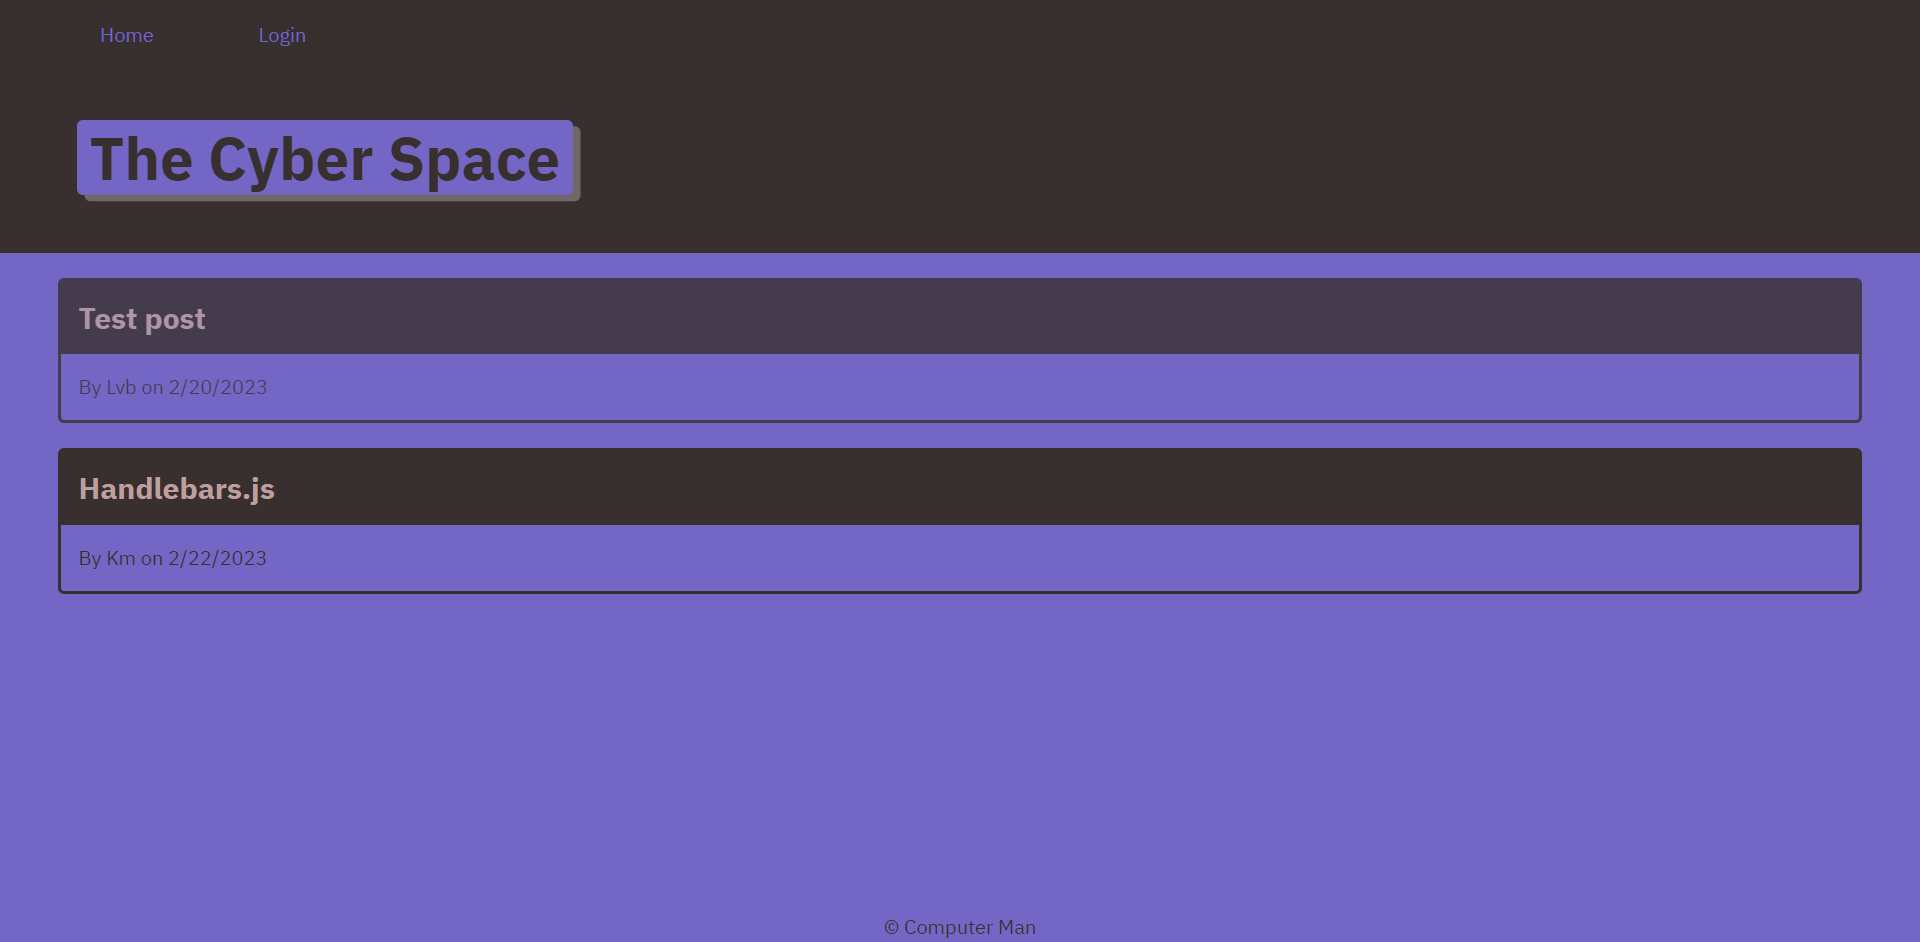 Home Login
The Cyber Space
Test post
By Lvb on 2/20/2023
Handlebars.js
By Km on 2/22/2023
© Computer Man